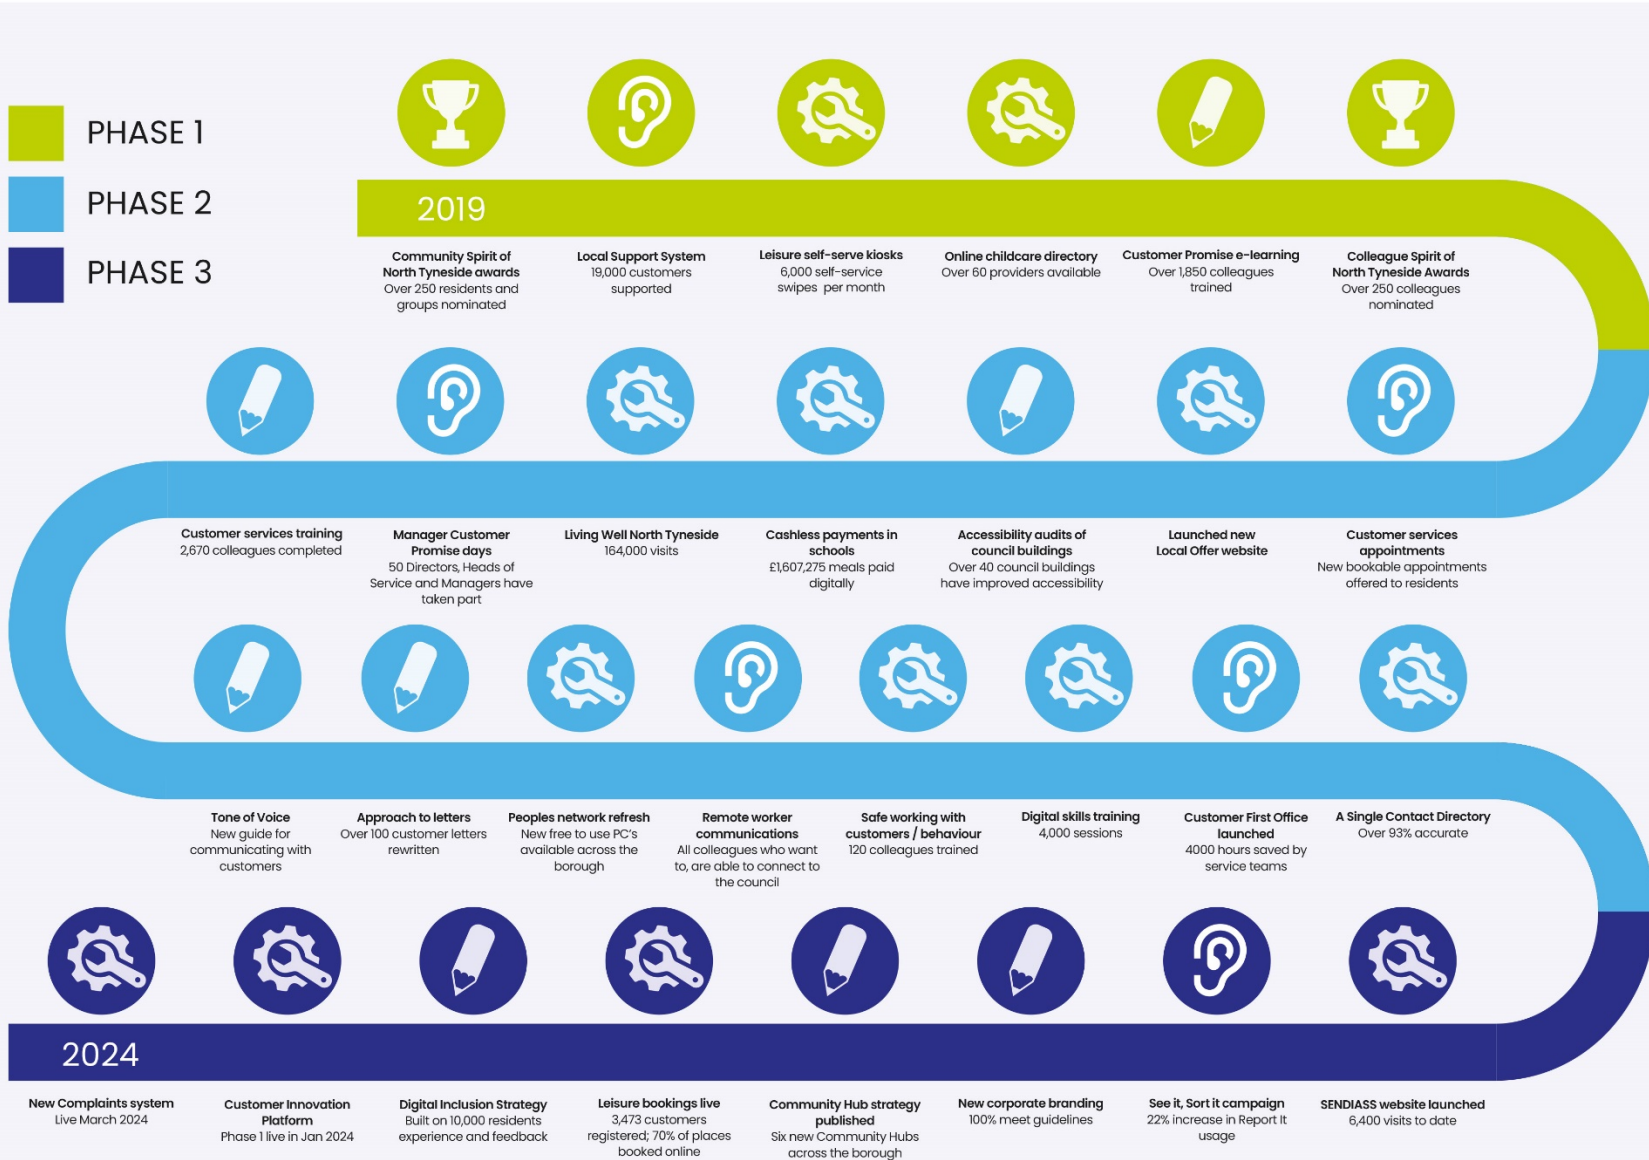 PHASE 1
PHASE 2
PHASE 3
2019
Community Spirit of
North Tyneside awards
Over 250 residents and
groups nominated
Local Support System
19,000 customers
supported
Leisure self-serve kiosks
6,000 self-service
swipes per month
Online childcare directory
Over 60 providers available
Customer Promise e-learning
Over 1,850 colleagues
trained
Colleague Spirit of
North Tyneside Awards
Over 250 colleagues
nominated
Customer services training
2,670 colleagues completed
Manager Customer
Promise days
50 Directors, Heads of
Service and Managers have
taken part
Living Well North Tyneside
164,000 visits
Cashless payments in
schools
£1,607,275 meals paid
digitally
Accessibility audits of
council buildings
Over 40 council buildings
have improved accessibility
Launched new
Local Offer website
Customer services
appointments
New bookable appointments
offered to residents
Tone of Voice
New guide for
communicating with
customers
Approach to letters
Over 100 customer letters
rewritten
Peoples network refresh
New free to use PC's
available across the
borough
Remote worker
communications
All colleagues who want
to, are able to connect to
the council
Safe working with
customers / behaviour
120 colleagues trained
Digital skills training
4,000 sessions
Customer First Office
launched
4000 hours saved by
service teams
A Single Contact Directory
Over 93% accurate
2024
New Complaints system
Live March 2024
Customer Innovation
Platform
Phase 1 live in Jan 2024
Digital Inclusion Strategy
Built on 10,000 residents
experience and feedback
Leisure bookings live
3,473 customers
registered; 70% of places
booked online
Community Hub strategy
published
Six new Community Hubs
across the borough
New corporate branding
100% meet guidelines
See it, Sort it campaign
22% increase in Report It
usage
SENDIASS website launched
6,400 visits to date